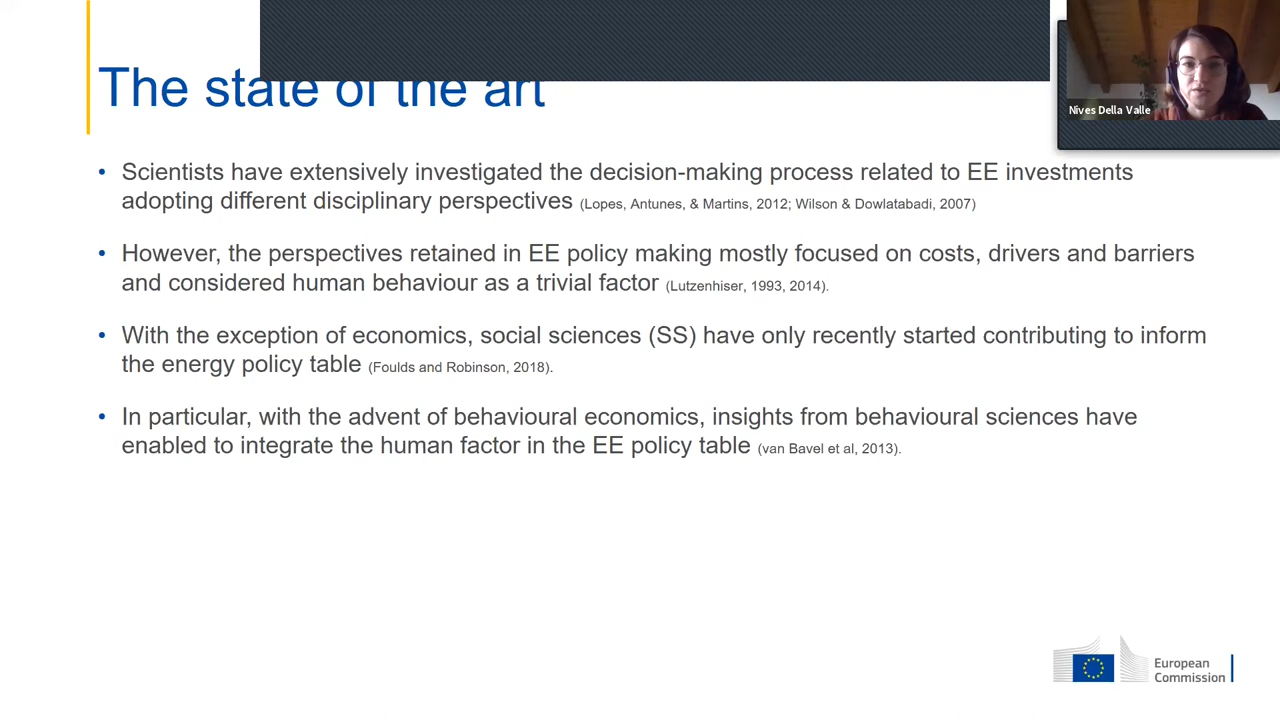 The state of the art
Nives Della Valle
• Scientists have extensively investigated the decision-making process related to EE investments
adopting different disciplinary perspectives (Lopes, Antunes, & Martins, 2012; Wilson & Dowlatabadi, 2007)
• However, the perspectives retained in EE policy making mostly focused on costs, drivers and barriers
and considered human behaviour as a trivial factor (Lutzenhiser, 1993, 2014).
• With the exception of economics, social sciences (SS) have only recently started contributing to inform
the energy policy table (Foulds and Robinson, 2018).
• In particular, with the advent of behavioural economics, insights from behavioural sciences have
enabled to integrate the human factor in the EE policy table (van Bavel et al, 2013).
European
Commission